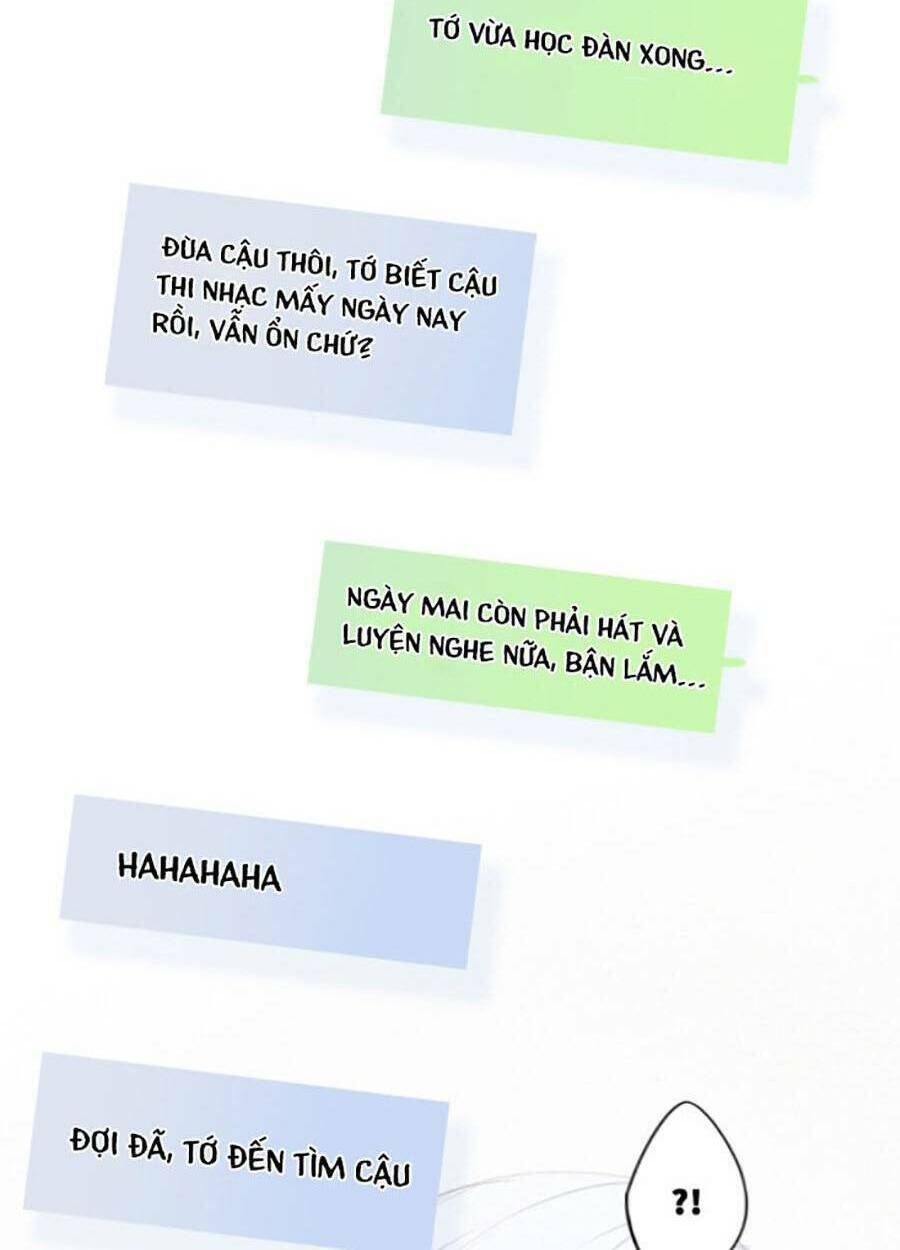 TỚ VỪA HỌC ĐÀN XONG...
ĐÙA CẬU THÔI, TỚ BIẾT CẬU
THI NHẠC MẤY NGÀY NAY
RỒI, VẪN ỔN CHỨ?
NGÀY MAI CÒN PHẢI HÁT VÀ
LUYỆN NGHE NỮA, BẬN LẮM...
HAHAHAHA
ĐỢI ĐÃ, TỚ ĐẾN TÌM CẬU
?!